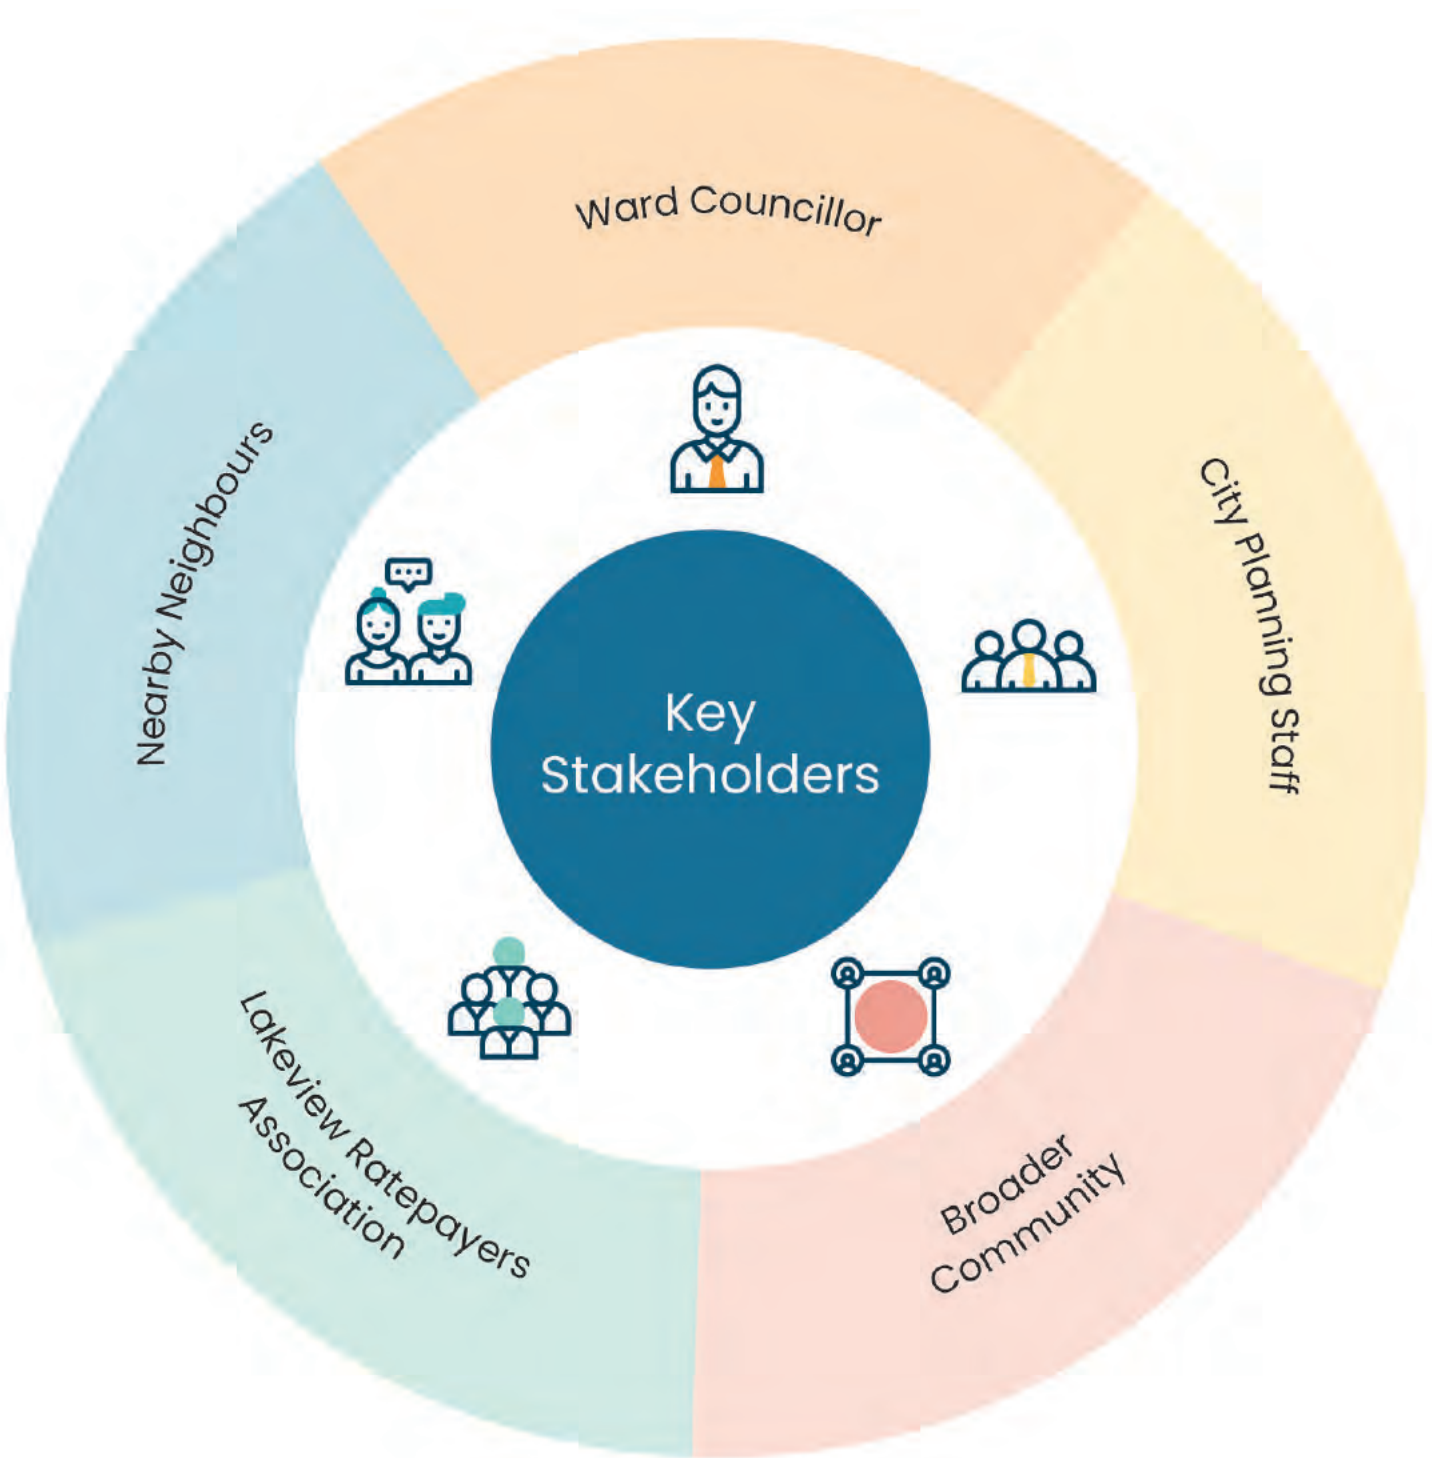 Ward Councillor
City Planning Staff
Broader
Community
Lakeview Ratepayers
Association
Nearby Neighbours
Key
Stakeholders